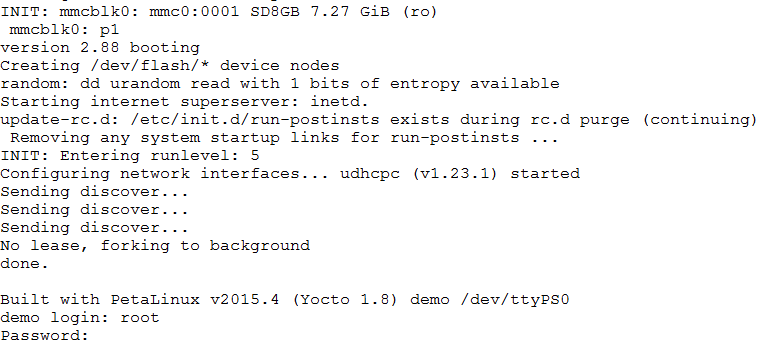 INIT: mmcblk0: mmc0:0001 SD8GB 7.27 GiB (ro)
mmcblk0: p1
version 2.88 booting
Creating /dev/flash/* device nodes
random: dd urandom read with 1 bits of entropy available
Starting internet superserver: inetd.
update-rc.d: /etc/init.d/run-postinsts exists during rc.d purge (continuing)
Removing any system startup links for run-postinsts ...
INIT: Entering runlevel: 5
Configuring network interfaces... udhcpc (v1.23.1) started
Sending discover...
Sending discover...
Sending discover...
No lease, forking to background
done.
Built with PetaLinux v2015.4 (Yocto 1.8) demo /dev/ttyPS0
demo login: root
Password: